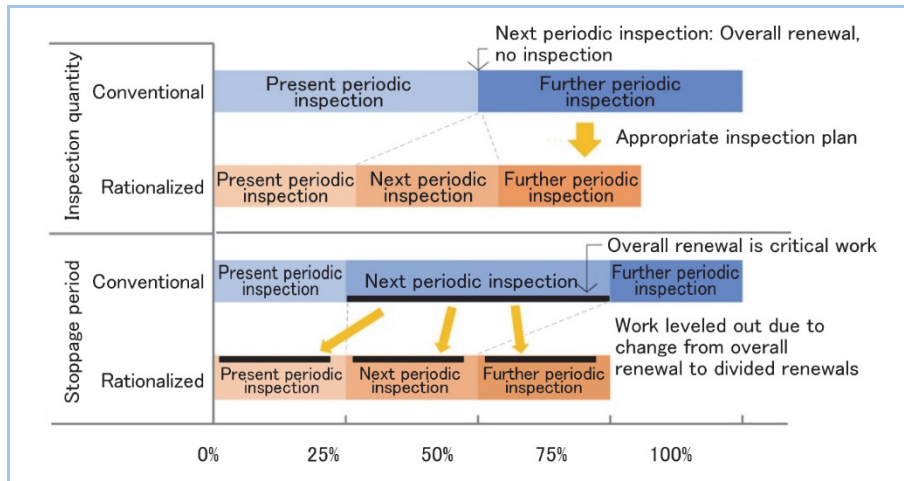 Next periodic inspection: Overall renewal,
no inspection
Inspection quantity
Conventional
Present periodic
inspection
Further periodic
inspection
Appropriate inspection plan
Rationalized
Present periodic
inspection
Next periodic
inspection
Further periodic
inspection
Stoppage period
Overall renewal is critical work
Conventional
Present periodic
inspection
Next periodic inspection
Further periodic
inspection
Work leveled out due to
change from overall
renewal to divided renewals
Rationalized
Present periodic
inspection
Next periodic
inspection
Further periodic
inspection
0% 25% 50% 75% 100%